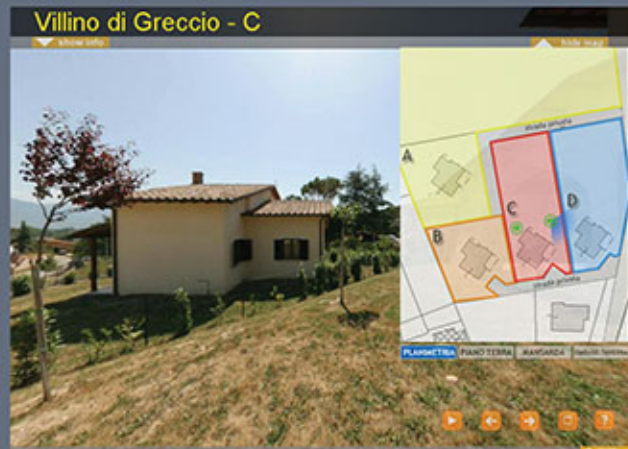 Villino di Greccio - C
show info
hide map
strada privata
A
C
D
B
strada privata
PLANIMETRIA
PIANO TERRA
MANSARDA
?